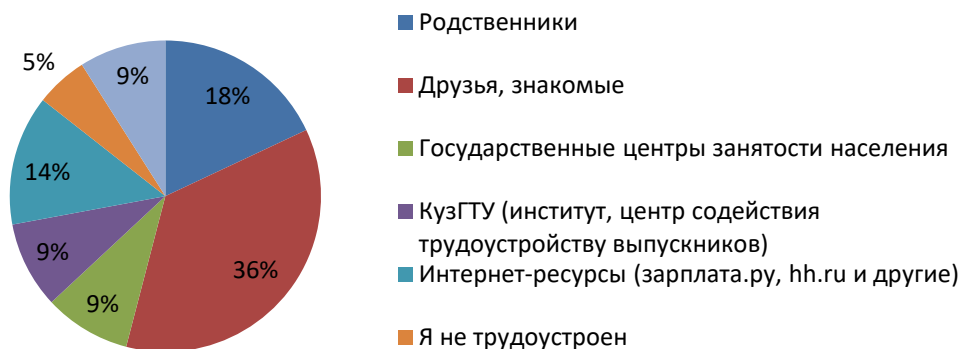 5%
9%
18%
14%
9%
9%
36%
Родственники
Друзья, знакомые
Государственные центры занятости населения
КузГТУ (институт, центр содействия
трудоустройству выпускников)
Интернет-ресурсы (зарплата.ру, hh.ru и другие)
Я не трудоустроен